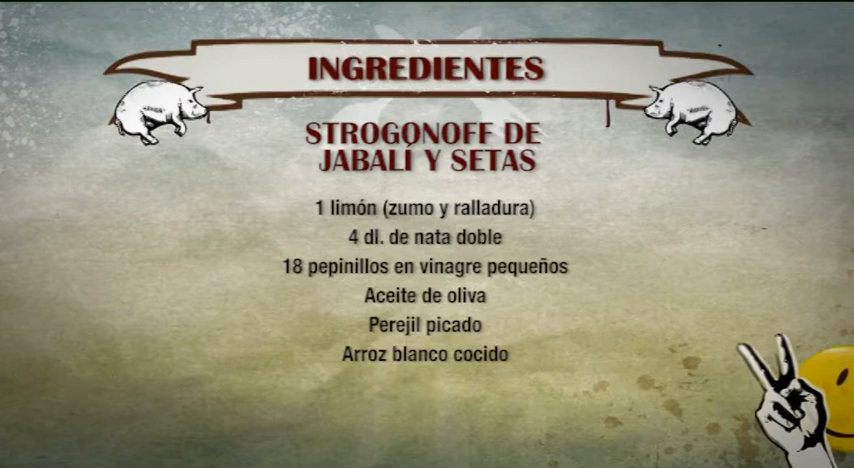 INGREDIENTES
STROGONOFF DE
JABALÍ Y SETAS
1 limón (zumo y ralladura)
4 dl. de nata doble
18 pepinillos en vinagre pequeños
Aceite de oliva
Perejil picado
Arroz blanco cocido